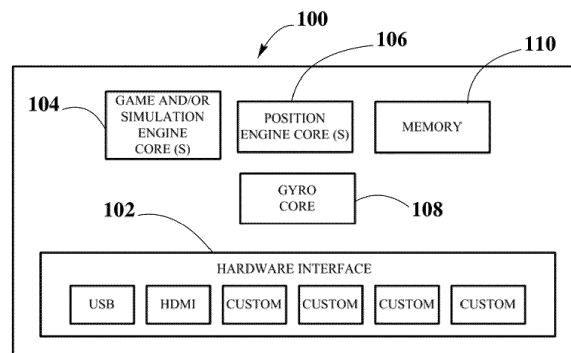 100
106
110
104
GAME AND/OR
SIMULATION
ENGINE
CORE (S)
POSITION
ENGINE CORE (S)
MEMORY
GYRO
CORE
108
102
HARDWARE INTERFACE
USB
HDMI
CUSTOM
CUSTOM
CUSTOM
CUSTOM